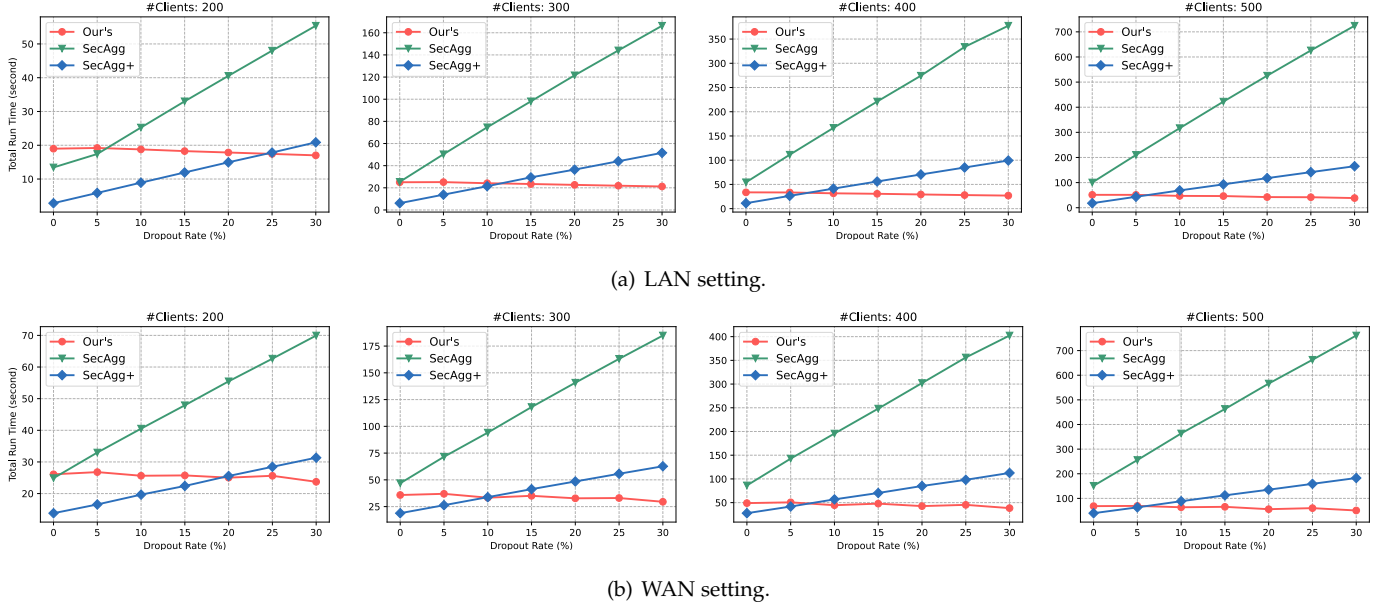 #Clients: 200
Total Run Time (second)
50
40
30
20
10
Our's
SecAgg
SecAgg+
0 5 10 15 20 25 30
Dropout Rate (%)
#Clients: 300
160
140
120
100
80
60
40
20
0
Our's
SecAgg
SecAgg+
0 5 10 15 20 25 30
Dropout Rate (%)
#Clients: 400
350
300
250
200
150
100
50
0
Our's
SecAgg
SecAgg+
0 5 10 15 20 25 30
Dropout Rate (%)
#Clients: 500
700
600
500
400
300
200
100
0
Our's
SecAgg
SecAgg+
0 5 10 15 20 25 30
Dropout Rate (%)
(a) LAN setting.
#Clients: 200
Total Run Time (second)
70
60
50
40
30
20
Our's
SecAgg
SecAgg+
0 5 10 15 20 25 30
Dropout Rate (%)
#Clients: 300
175
150
125
100
75
50
25
Our's
SecAgg
SecAgg+
0 5 10 15 20 25 30
Dropout Rate (%)
#Clients: 400
400
350
300
250
200
150
100
50
Our's
SecAgg
SecAgg+
0 5 10 15 20 25 30
Dropout Rate (%)
#Clients: 500
700
600
500
400
300
200
100
Our's
SecAgg
SecAgg+
0 5 10 15 20 25 30
Dropout Rate (%)
(b) WAN setting.